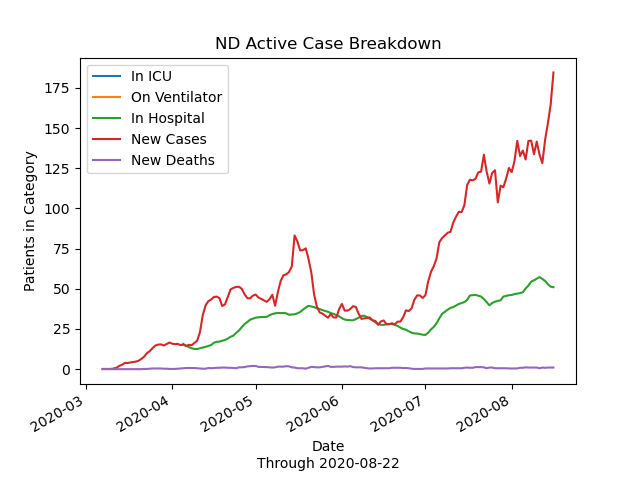 ND Active Case Breakdown
In ICU
On Ventilator
In Hospital
New Cases
New Deaths
Patients in Category
175
150
125
100
75
50
25
0
2020-03
2020-04
2020-05
2020-06
2020-07
2020-08
Date
Through 2020-08-22